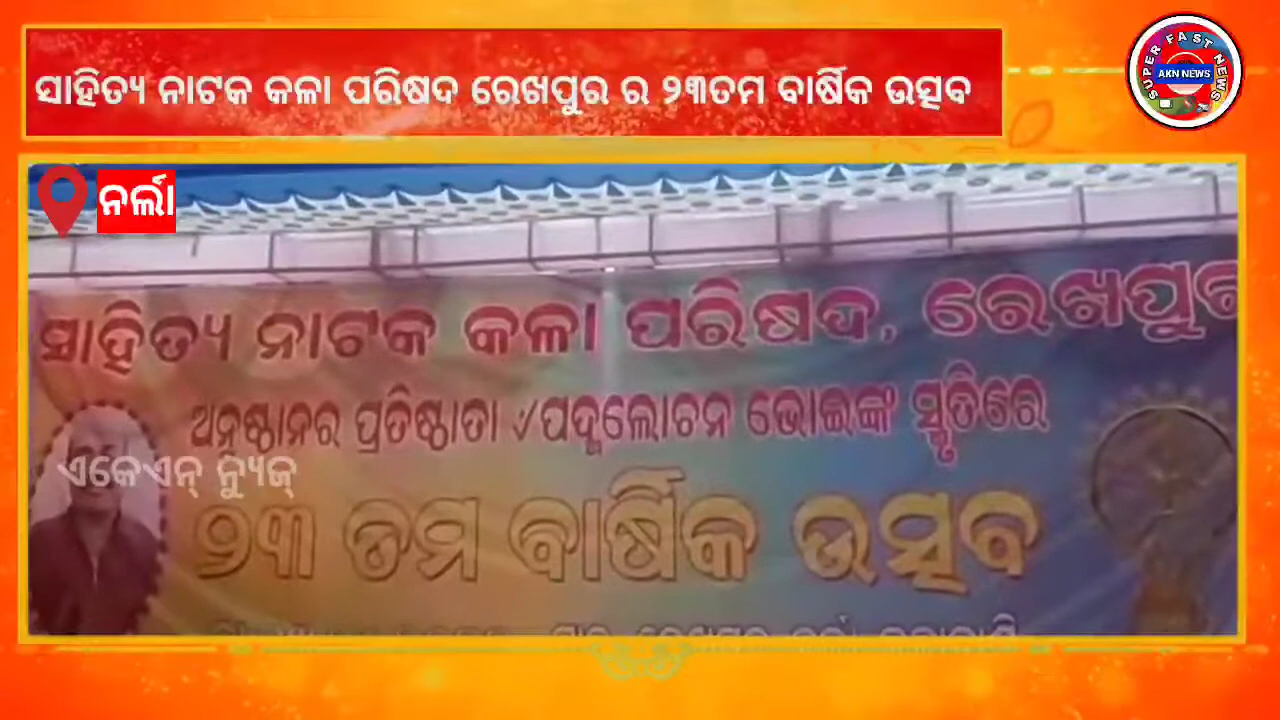 ସାହିତ୍ୟ ନାଟକ କଳା ପରିଷଦ ରେଖପୁର ର ୨୩ତମ ବାର୍ଷିକ ଉତ୍ସବ
SUPER FAST NEWS
AKN NEWS
ନର୍ଲା
ସାହିତ୍ୟ ନାଟକ କଳା ପରିଷଦ, ରେଖପୁର
ଅନୁଷ୍ଠାନର ପ୍ରତିଷ୍ଠାତା ୰ପଦ୍ମଲୋଚନ ଭୋଇଙ୍କ ସ୍ମୃତିରେ
ଏକେଏନ୍ ନ୍ୟୁଜ୍
୨୩ ତମ ବାର୍ଷିକ ଉତ୍ସବ